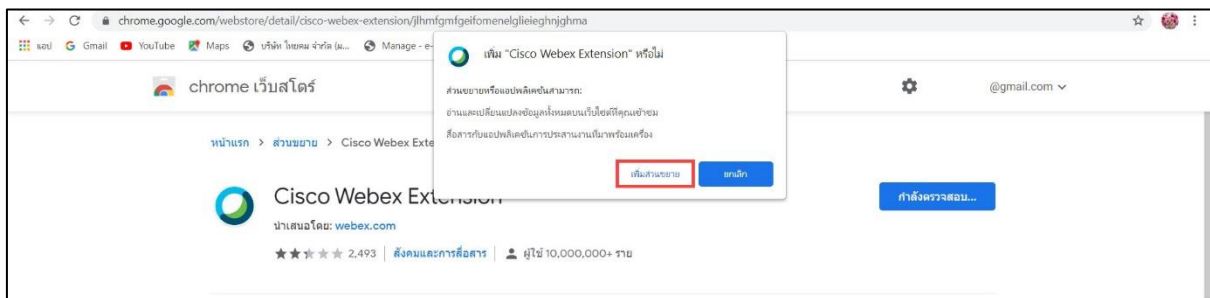 chrome.google.com/webstore/detail/cisco-webex-extension/jlhmfgmfgeifomenelglieieghnjghma
แอป Gmail YouTube Maps บริษัท ไทยคม จำกัด (ม... Manage - e-
เพิ่ม "Cisco Webex Extension" หรือไม่
chrome เว็บสโตร์
@gmail.com
ส่วนขยายหรือแอปพลิเคชันสามารถ:
อ่านและเปลี่ยนแปลงข้อมูลทั้งหมดบนเว็บไซต์ที่คุณเข้าชม
สื่อสารกับแอปพลิเคชันการประสานงานที่มาพร้อมเครื่อง
หน้าแรก > ส่วนขยาย > Cisco Webex Exte
เพิ่มส่วนขยาย ยกเลิก
Cisco Webex Extension
กำลังตรวจสอบ...
นำเสนอโดย: webex.com
2,493 สังคมและการสื่อสาร ผู้ใช้ 10,000,000+ ราย